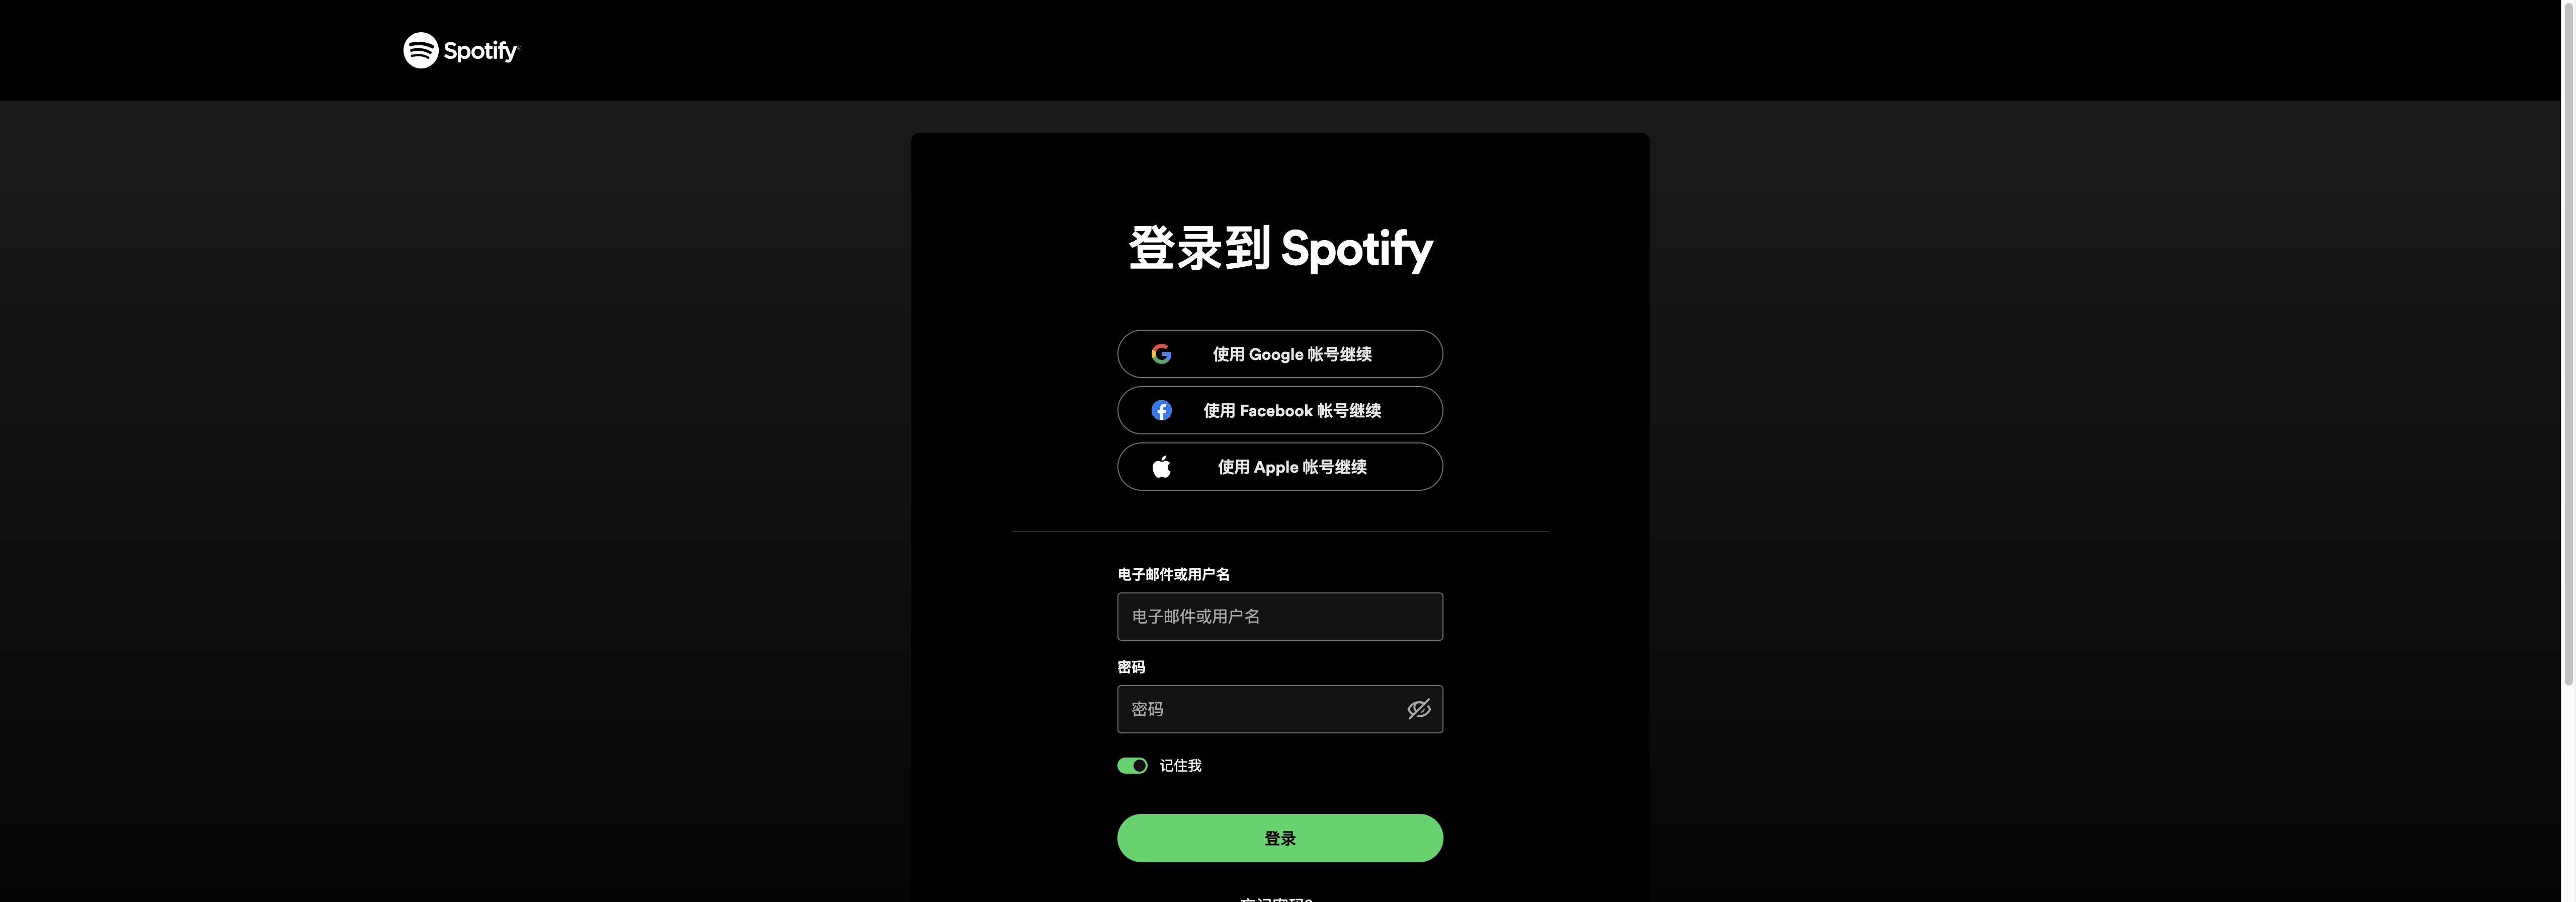 Spotify®
登录到 Spotify
使用 Google 帐号继续
使用 Facebook 帐号继续
使用 Apple 帐号继续
电子邮件或用户名
电子邮件或用户名
密码
密码
记住我
登录